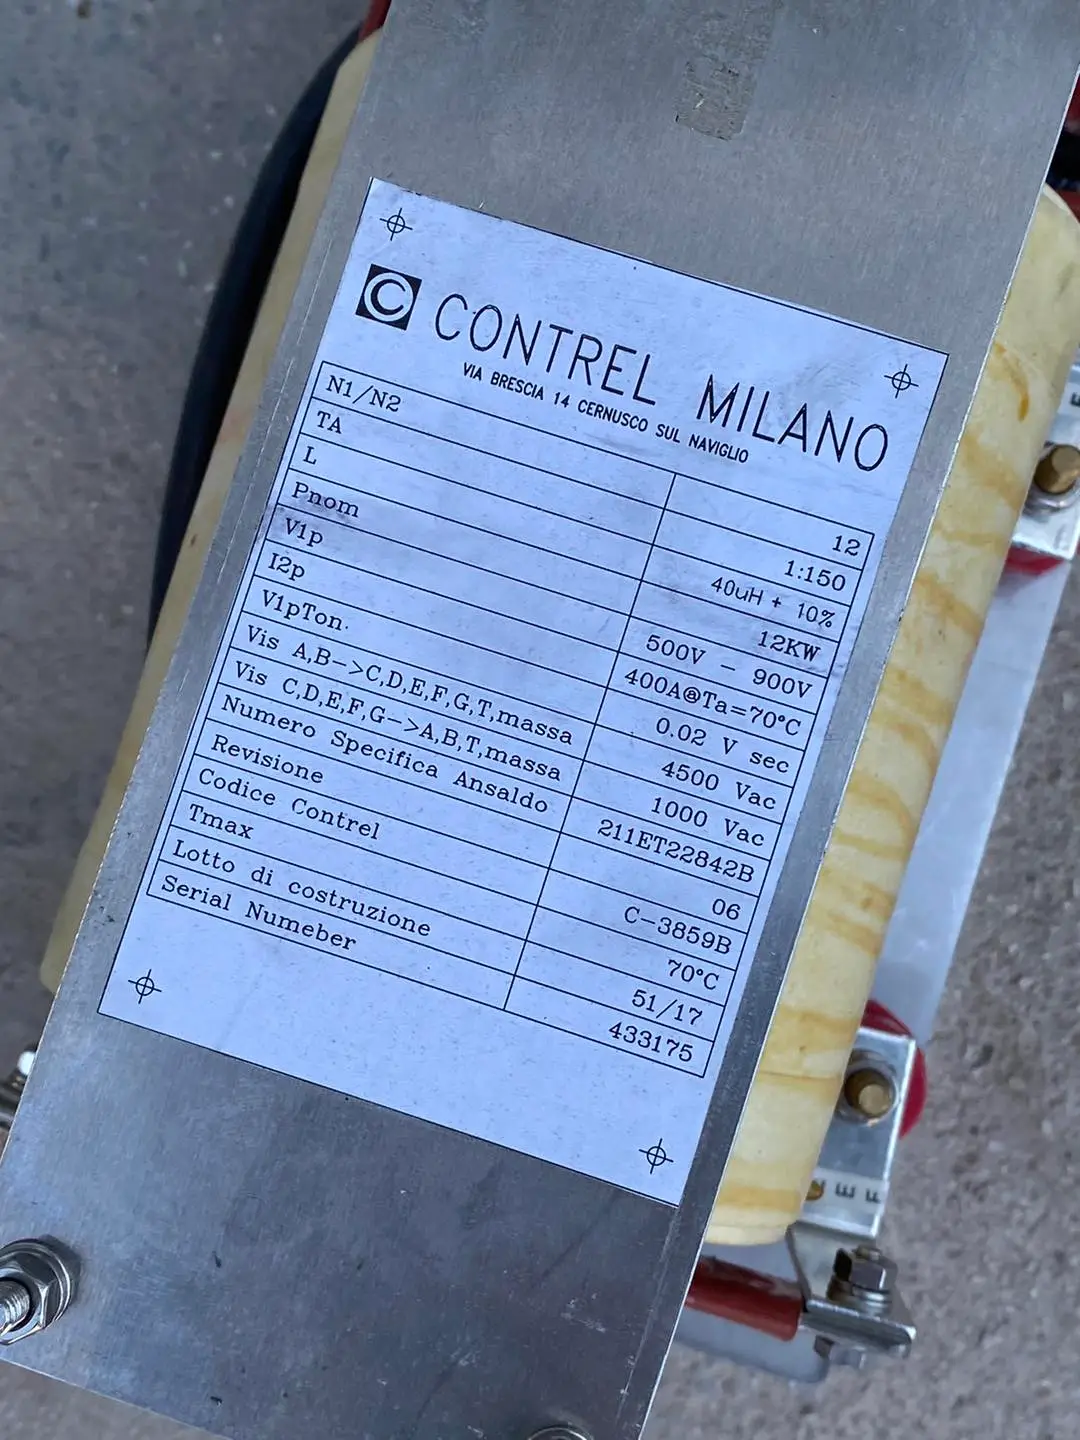 C CONTREL MILANO
VIA BRESCIA 14 CERNUSCO SUL NAVIGLIO
N1/N2 12
TA 1:150
L 40uH + 10%
Pnom 12KW
V1p 500V - 900V
I2p 400A@Ta=70°C
V1pTon. 0.02 V sec
Vis A,B->C,D,E,F,G,T,massa 4500 Vac
Vis C,D,E,F,G->A,B,T,massa 1000 Vac
Numero Specifica Ansaldo 211ET22842B
Revisione 06
Codice Contrel C-3859B
Tmax 70°C
Lotto di costruzione 51/17
Serial Numeber 433175